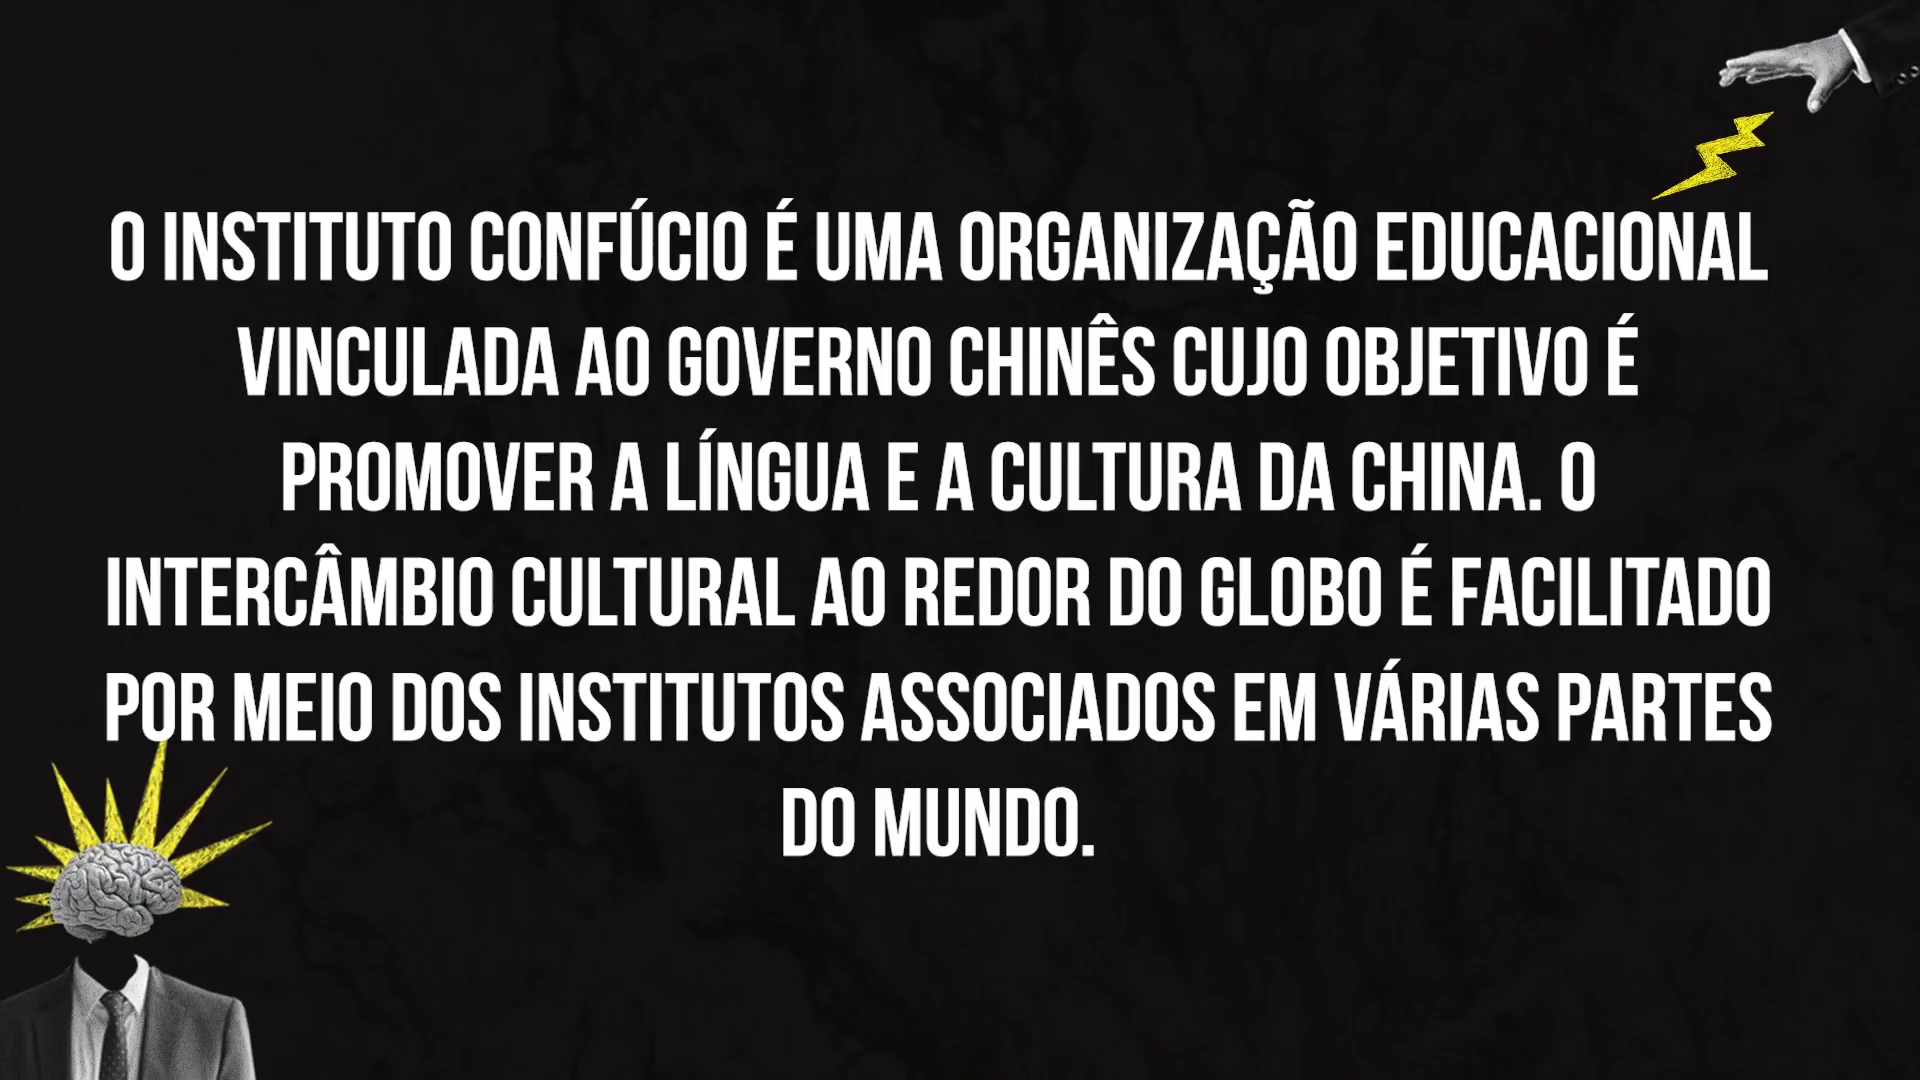 O INSTITUTO CONFÚCIO É UMA ORGANIZAÇÃO EDUCACIONAL
VINCULADA AO GOVERNO CHINÊS CUJO OBJETIVO É
PROMOVER A LÍNGUA E A CULTURA DA CHINA. O
INTERCÂMBIO CULTURAL AO REDOR DO GLOBO É FACILITADO
POR MEIO DOS INSTITUTOS ASSOCIADOS EM VÁRIAS PARTES
DO MUNDO.